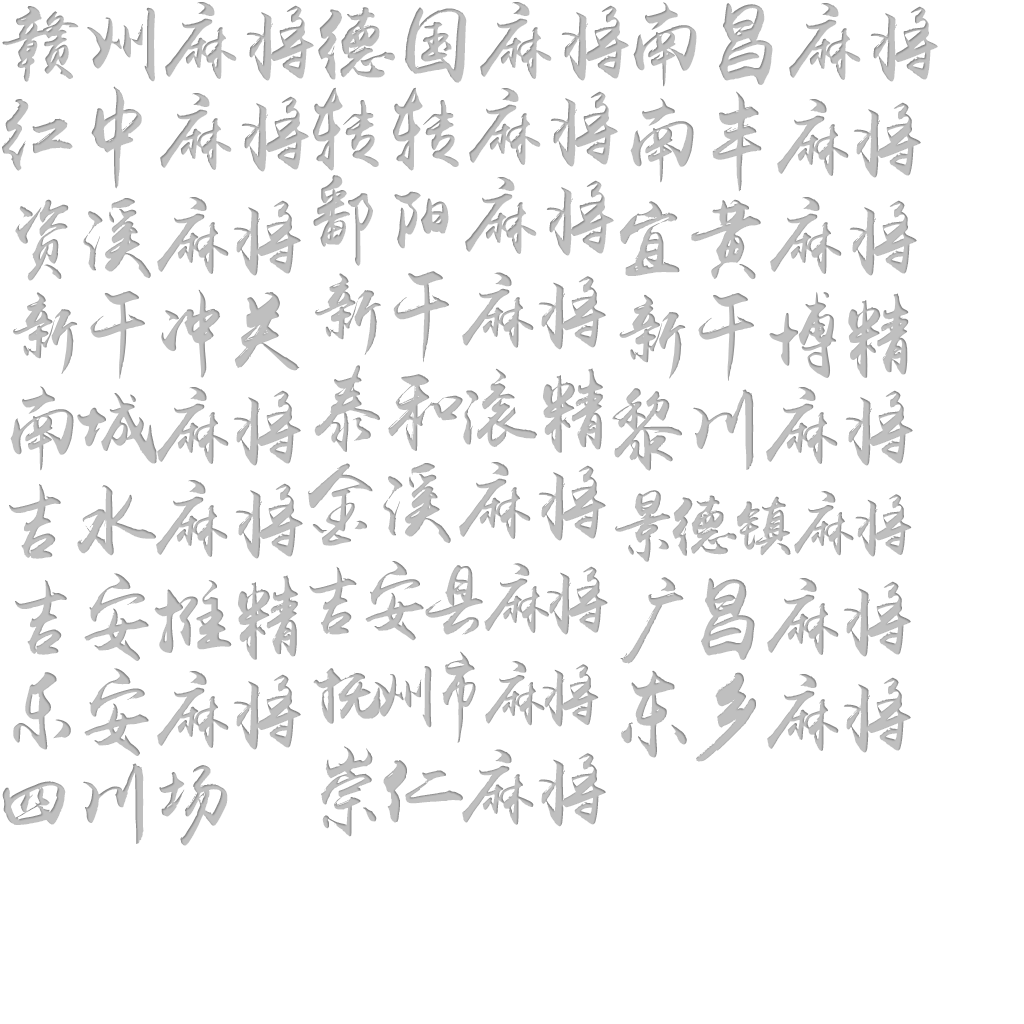 赣州麻将 德国麻将 南昌麻将
红中麻将 转转麻将 南丰麻将
资溪麻将 鄱阳麻将 宜黄麻将
新干冲关 新干麻将 新干博精
南城麻将 泰和滚精 黎川麻将
吉水麻将 金溪麻将 景德镇麻将
吉安推精 吉安县麻将 广昌麻将
乐安麻将 抚州市麻将 东乡麻将
四川场 崇仁麻将